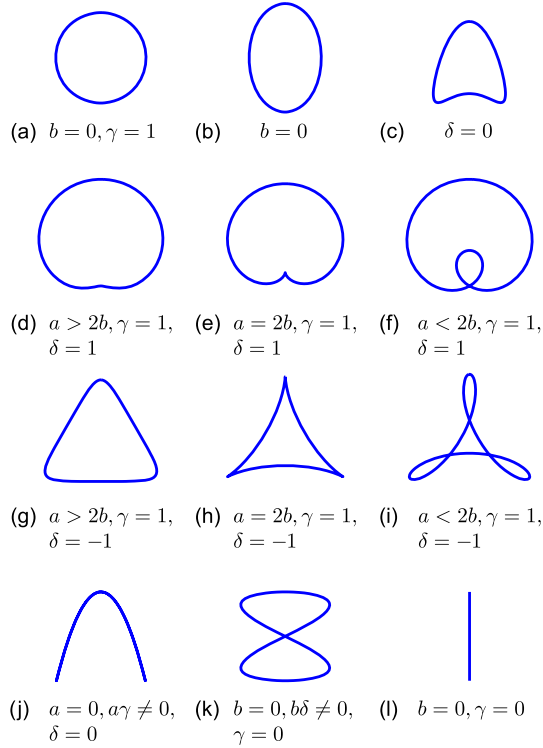 (a) b = 0, γ = 1
(b) b = 0
(c) δ = 0
(d) a > 2b, γ = 1,
δ = 1
(e) a = 2b, γ = 1,
δ = 1
(f) a < 2b, γ = 1,
δ = 1
(g) a > 2b, γ = 1,
δ = −1
(h) a = 2b, γ = 1,
δ = −1
(i) a < 2b, γ = 1,
δ = −1
(j) a = 0, aγ ≠ 0,
δ = 0
(k) b = 0, bδ ≠ 0,
γ = 0
(l) b = 0, γ = 0